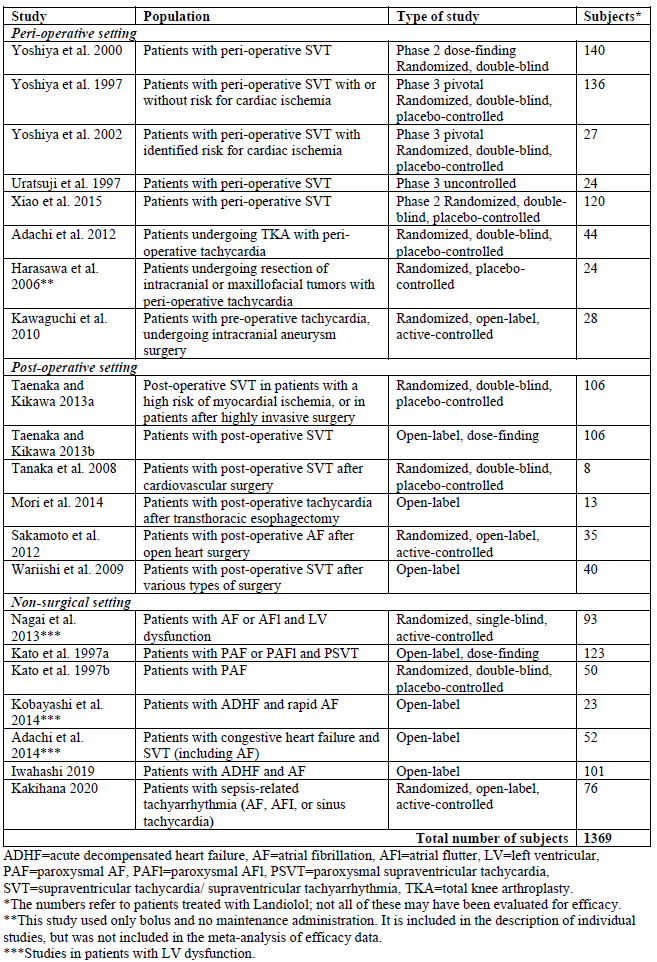 Study Population Type of study Subjects*
Peri-operative setting
Yoshiya et al. 2000 Patients with peri-operative SVT Phase 2 dose-finding 140
Randomized, double-blind
Yoshiya et al. 1997 Patients with peri-operative SVT with or Phase 3 pivotal 136
without risk for cardiac ischemia Randomized, double-blind,
placebo-controlled
Yoshiya et al. 2002 Patients with peri-operative SVT with Phase 3 pivotal 27
identified risk for cardiac ischemia Randomized, double-blind,
placebo-controlled
Uratsuji et al. 1997 Patients with peri-operative SVT Phase 3 uncontrolled 24
Xiao et al. 2015 Patients with peri-operative SVT Phase 2 Randomized, double- 120
blind, placebo-controlled
Adachi et al. 2012 Patients undergoing TKA with peri- Randomized, double-blind, 44
operative tachycardia placebo-controlled
Harasawa et al. Patients undergoing resection of Randomized, placebo- 24
2006** intracranial or maxillofacial tumors with controlled
peri-operative tachycardia
Kawaguchi et al. Patients with pre-operative tachycardia, Randomized, open-label, 28
2010 undergoing intracranial aneurysm active-controlled
surgery
Post-operative setting
Taenaka and Post-operative SVT in patients with a Randomized, double-blind, 106
Kikawa 2013a high risk of myocardial ischemia, or in placebo-controlled
patients after highly invasive surgery
Taenaka and Patients with post-operative SVT Open-label, dose-finding 106
Kikawa 2013b
Tanaka et al. 2008 Patients with post-operative SVT after Randomized, double-blind, 8
cardiovascular surgery placebo-controlled
Mori et al. 2014 Patients with post-operative tachycardia Open-label 13
after transthoracic esophagectomy
Sakamoto et al. Patients with post-operative AF after Randomized, open-label, 35
2012 open heart surgery active-controlled
Wariishi et al. 2009 Patients with post-operative SVT after Open-label 40
various types of surgery
Non-surgical setting
Nagai et al. Patients with AF or AFl and LV Randomized, single-blind, 93
2013*** dysfunction active-controlled
Kato et al. 1997a Patients with PAF or PAFl and PSVT Open-label, dose-finding 123
Kato et al. 1997b Patients with PAF Randomized, double-blind, 50
placebo-controlled
Kobayashi et al. Patients with ADHF and rapid AF Open-label 23
2014***
Adachi et al. Patients with congestive heart failure and Open-label 52
2014*** SVT (including AF)
Iwahashi 2019 Patients with ADHF and AF Open-label 101
Kakihana 2020 Patients with sepsis-related Randomized, open-label, 76
tachyarrhythmia (AF, AFI, or sinus active-controlled
tachycardia)
Total number of subjects 1369
ADHF=acute decompensated heart failure, AF=atrial fibrillation, AFl=atrial flutter, LV=left ventricular,
PAF=paroxysmal AF, PAFl=paroxysmal AFl, PSVT=paroxysmal supraventricular tachycardia,
SVT=supraventricular tachycardia/ supraventricular tachyarrhythmia, TKA=total knee arthroplasty.
*The numbers refer to patients treated with Landiolol; not all of these may have been evaluated for efficacy.
**This study used only bolus and no maintenance administration. It is included in the description of individual
studies, but was not included in the meta-analysis of efficacy data.
***Studies in patients with LV dysfunction.